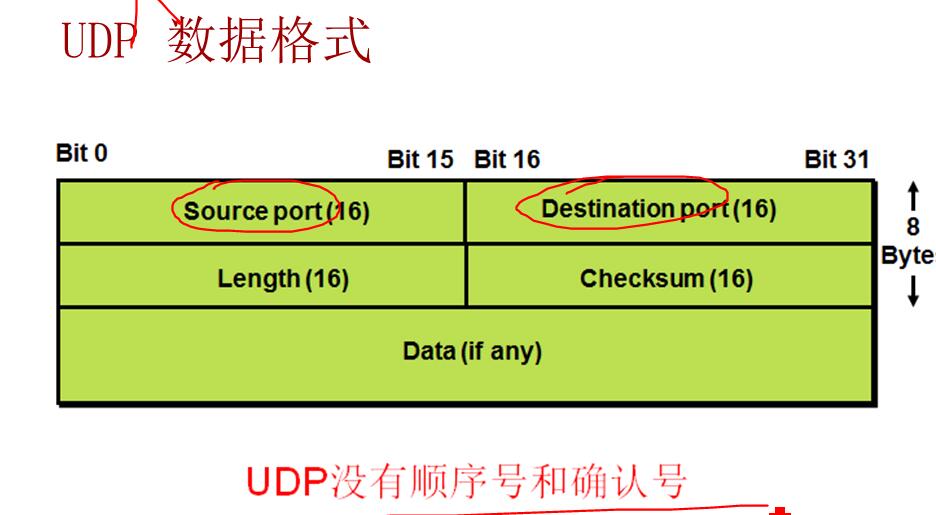 UDP 数据格式
Bit 0 Bit 15 Bit 16 Bit 31
Source port (16) Destination port (16)
8
Length (16) Checksum (16)
Byte
Data (if any)
UDP没有顺序号和确认号